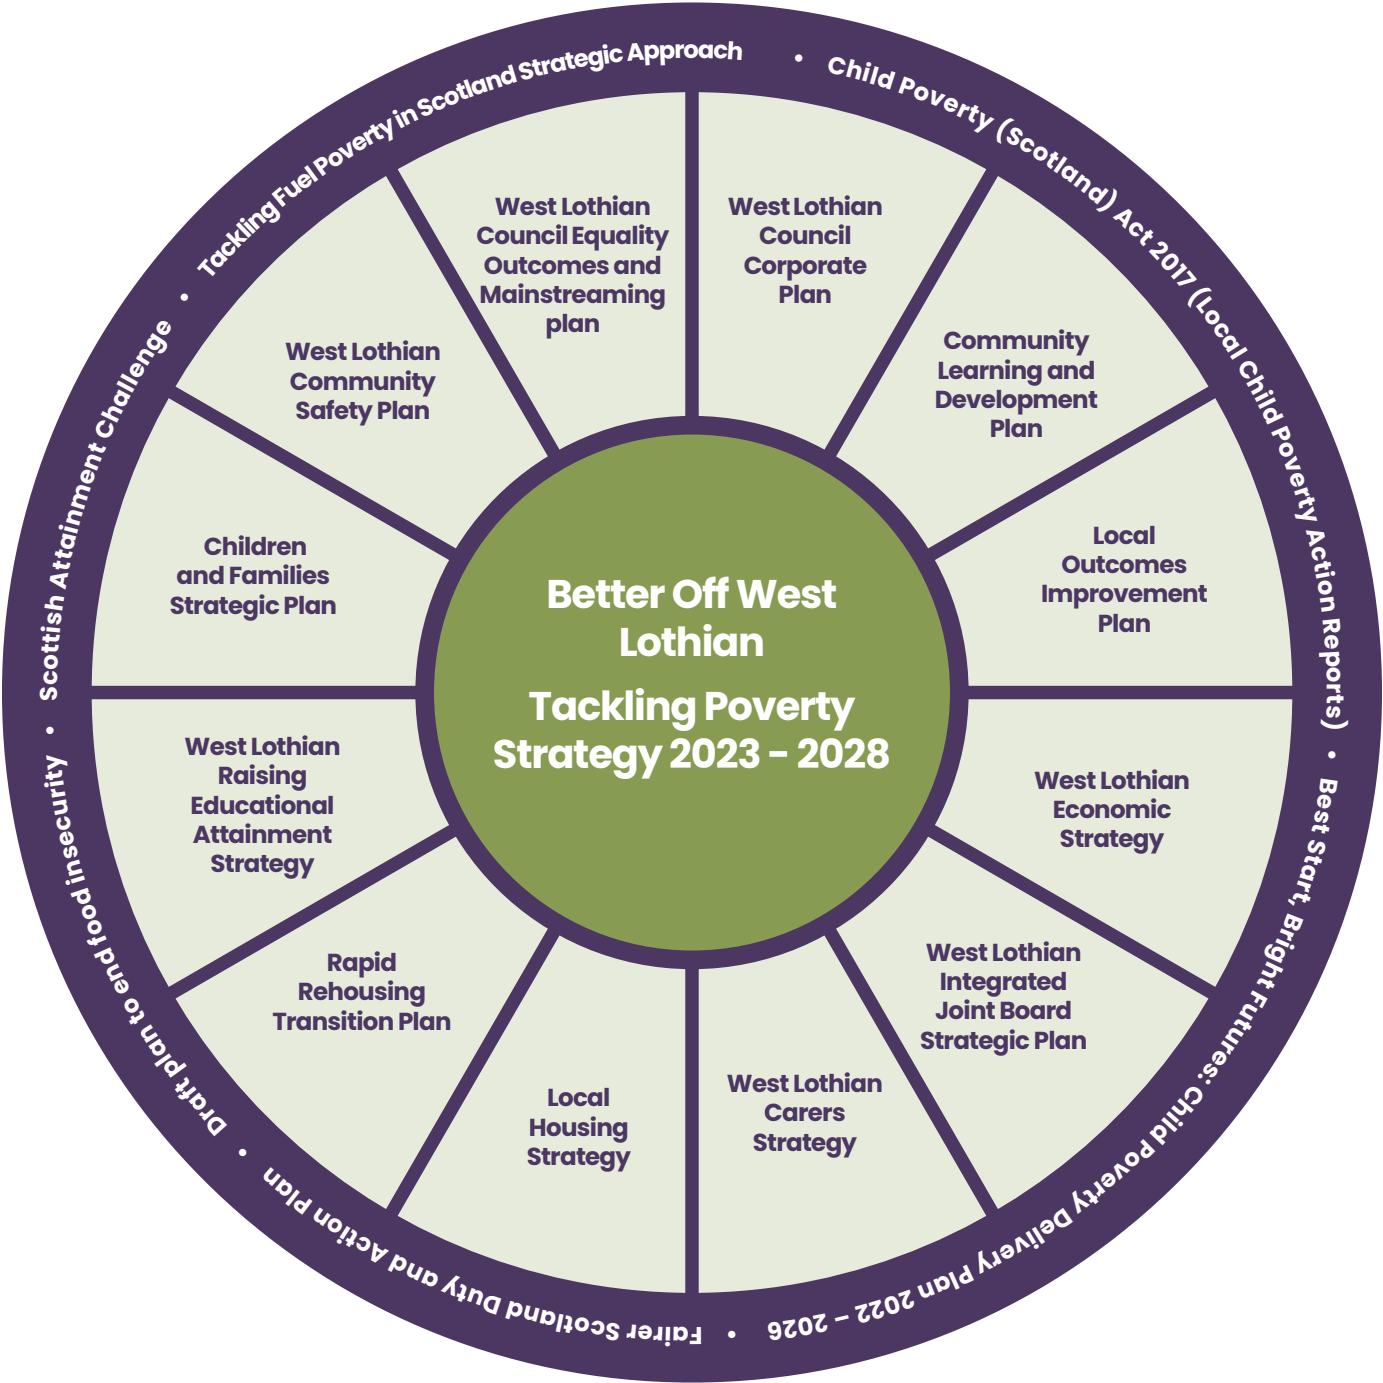 Better Off West
Lothian
Tackling Poverty
Strategy 2023 – 2028
West Lothian
Council
Corporate
Plan
Community
Learning and
Development
Plan
Local
Outcomes
Improvement
Plan
West Lothian
Economic
Strategy
West Lothian
Integrated
Joint Board
Strategic Plan
West Lothian
Carers
Strategy
Local
Housing
Strategy
Rapid
Rehousing
Transition Plan
West Lothian
Raising
Educational
Attainment
Strategy
Children
and Families
Strategic Plan
West Lothian
Community
Safety Plan
West Lothian
Council Equality
Outcomes and
Mainstreaming
plan
• Child Poverty (Scotland) Act 2017 (Local Child Poverty Action Reports)
• Best Start, Bright Futures: Child Poverty Delivery Plan 2022 – 2026
• Fairer Scotland Duty and Action Plan
• Draft plan to end food insecurity
• Scottish Attainment Challenge
• Tackling Fuel Poverty in Scotland Strategic Approach